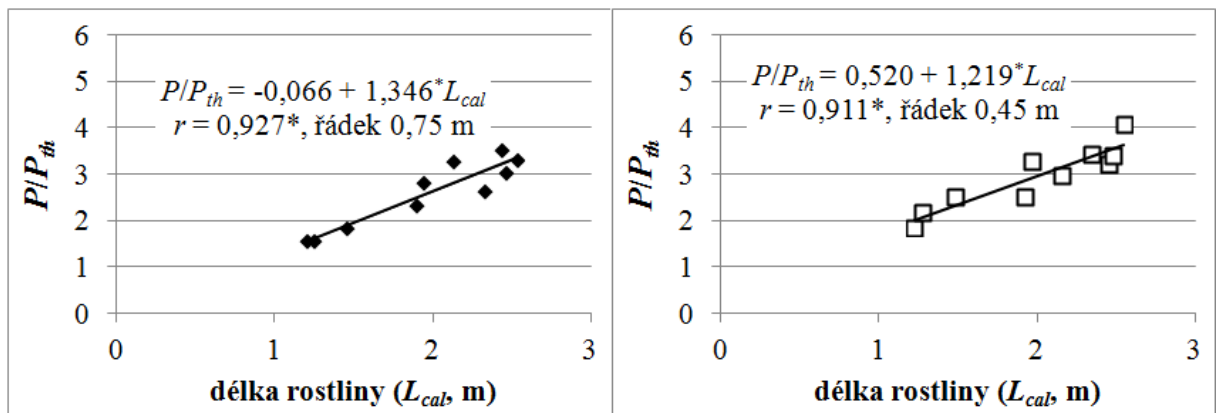 6
5
4
3
2
1
0
P/P_th
P/P_th = -0,066 + 1,346*L_cal
r = 0,927*, řádek 0,75 m
0 1 2 3
délka rostliny (L_cal, m)
6
5
4
3
2
1
0
P/P_th
P/P_th = 0,520 + 1,219*L_cal
r = 0,911*, řádek 0,45 m
0 1 2 3
délka rostliny (L_cal, m)